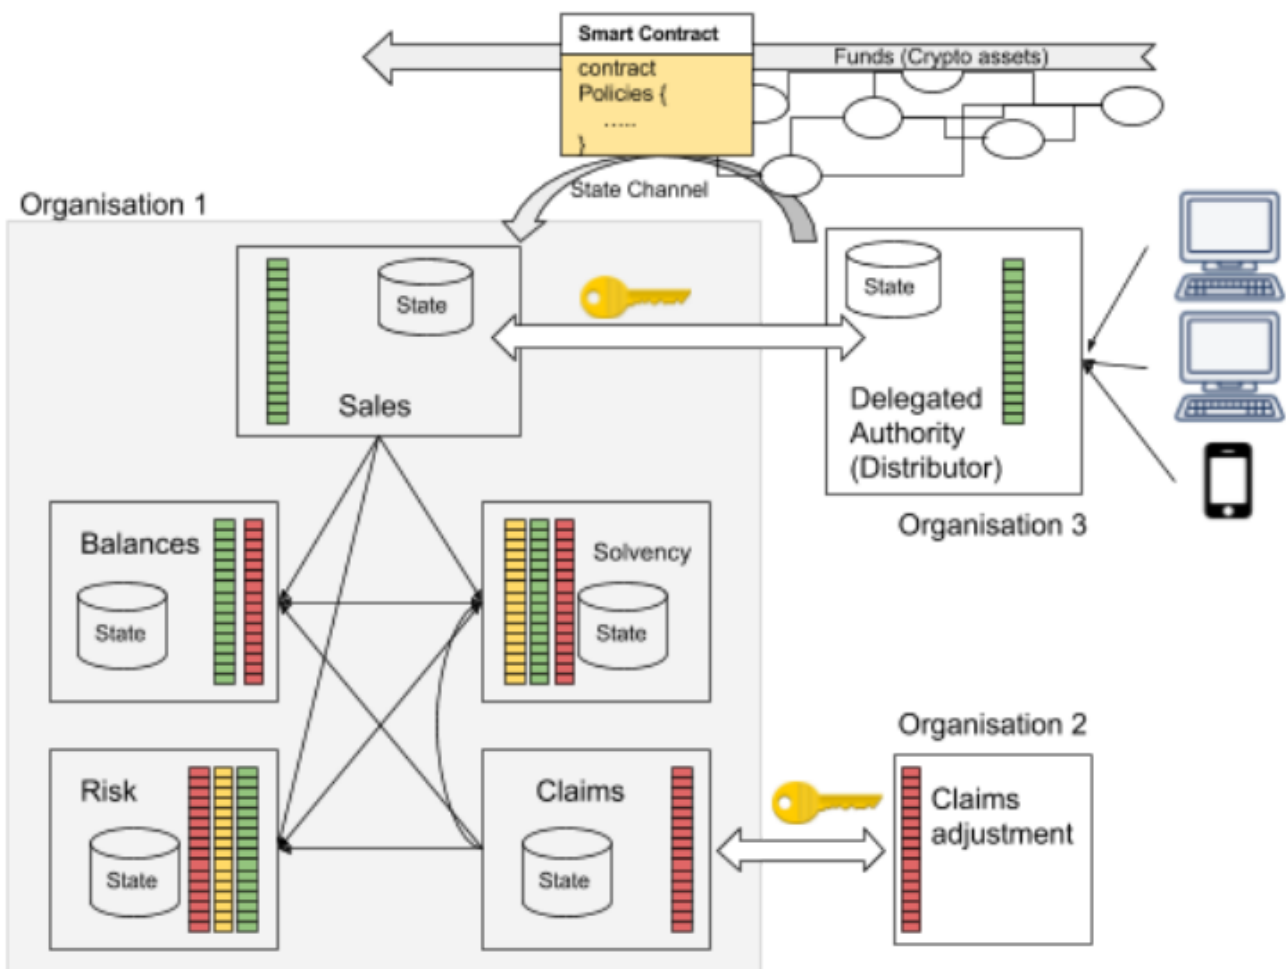 Smart Contract
contract
Policies {
.....
}
Funds (Crypto assets)
State Channel
Organisation 1
State
Sales
State
Delegated
Authority
(Distributor)
Organisation 3
Balances
State
Solvency
State
Risk
State
Claims
State
Organisation 2
Claims
adjustment